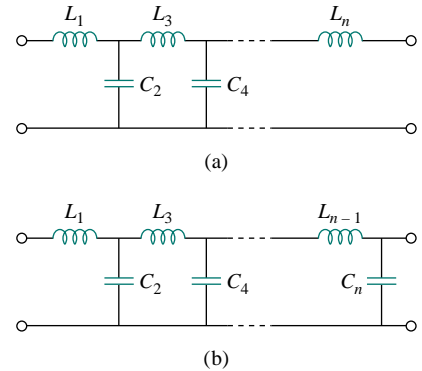 L₁ L₃ Lₙ
C₂ C₄
(a)
L₁ L₃ Lₙ₋₁
C₂ C₄ Cₙ
(b)